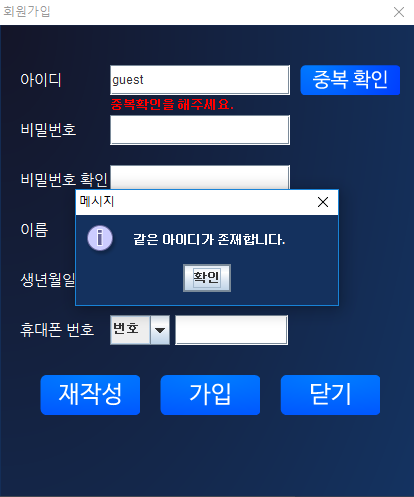 회원가입
아이디
guest
중복 확인
중복확인을 해주세요.
비밀번호
비밀번호 확인
메시지
이름
같은 아이디가 존재합니다.
생년월일
확인
휴대폰 번호
번호
재작성
가입
닫기